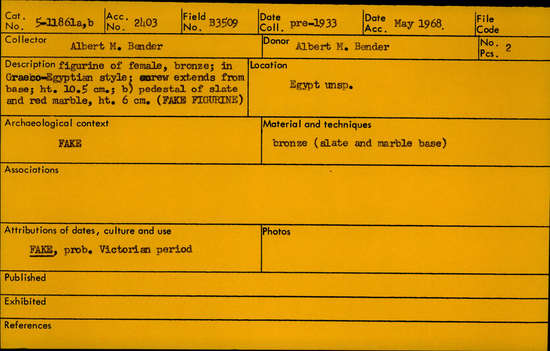 Cat. No. 5-11861a,b Acc. No. 2403 Field No. B3509 Date Coll. pre-1933 Date Acc. May 1968. File Code
Collector Albert M. Bender Donor Albert M. Bender No. Pcs. 2
Description figurine of female, bronze; in
Graeco-Egyptian style; screw extends from
base; ht. 10.5 cm.; b) pedestal of slate
and red marble, ht. 6 cm. (FAKE FIGURINE)
Location
Egypt unsp.
Archaeological context
FAKE
Material and techniques
bronze (slate and marble base)
Associations
Attributions of dates, culture and use
FAKE, prob. Victorian period
Photos
Published
Exhibited
References